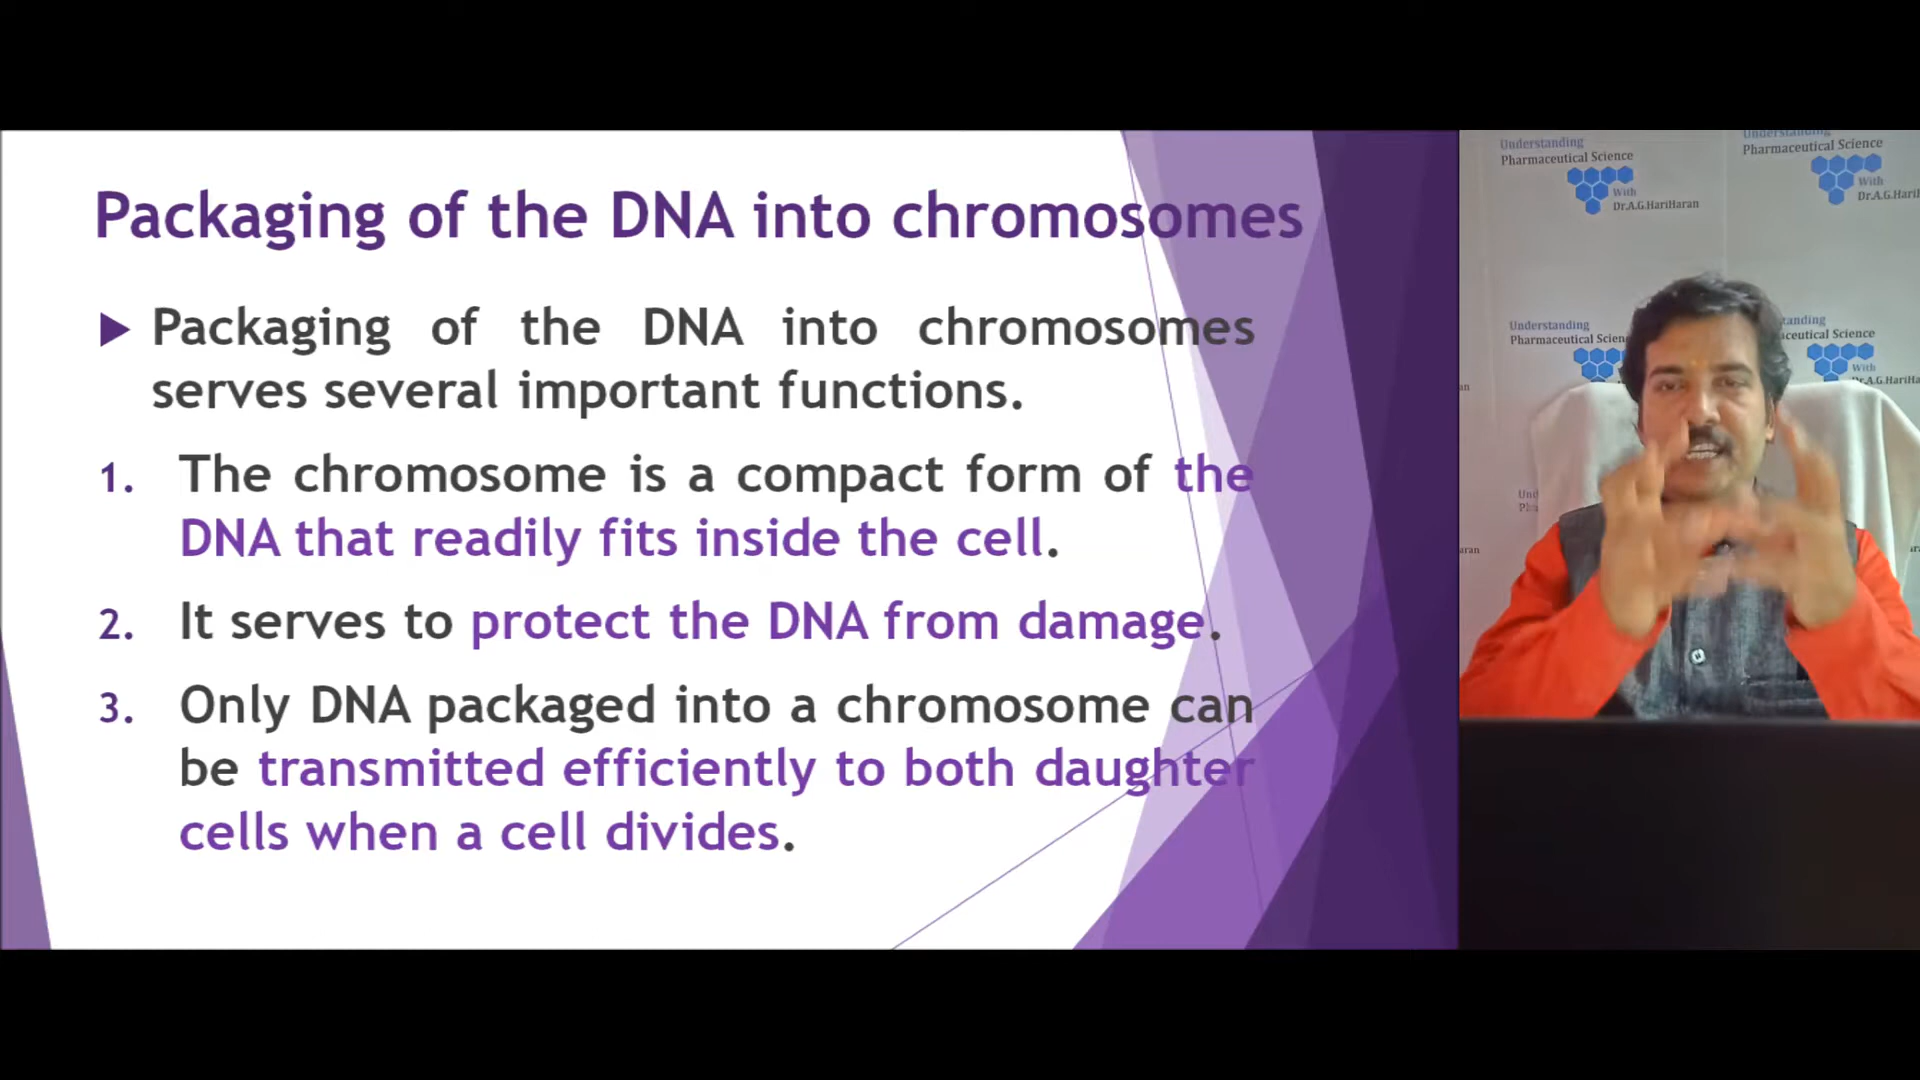 Packaging of the DNA into chromosomes
Packaging of the DNA into chromosomes
serves several important functions.
1. The chromosome is a compact form of the
DNA that readily fits inside the cell.
2. It serves to protect the DNA from damage.
3. Only DNA packaged into a chromosome can
be transmitted efficiently to both daughter
cells when a cell divides.
Understanding
Pharmaceutical Science
With
Dr.A.G.HariHaran
Understanding
Pharmaceutical Science
With
Understanding
With